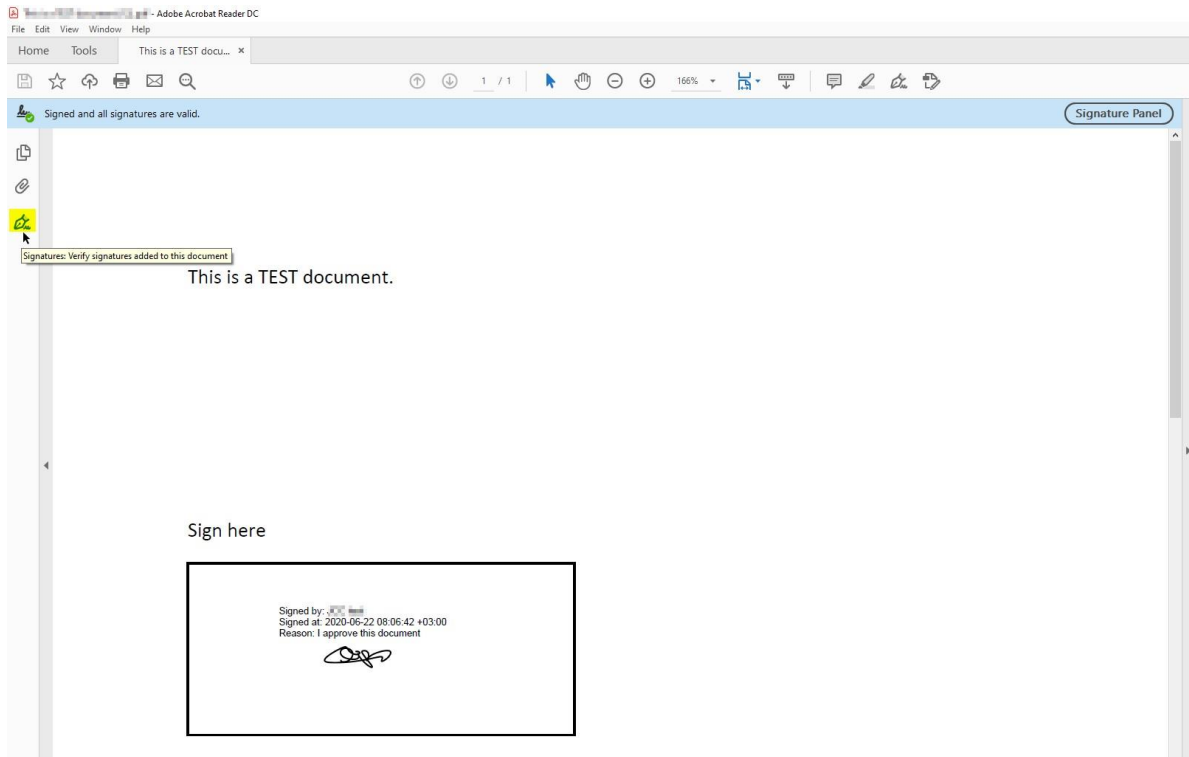 - Adobe Acrobat Reader DC
File Edit View Window Help
Home Tools This is a TEST docu... ×
1 / 1 166%
Signed and all signatures are valid. Signature Panel
Signatures: Verify signatures added to this document
This is a TEST document.
Sign here
Signed by:
Signed at: 2020-06-22 08:06:42 +03:00
Reason: I approve this document